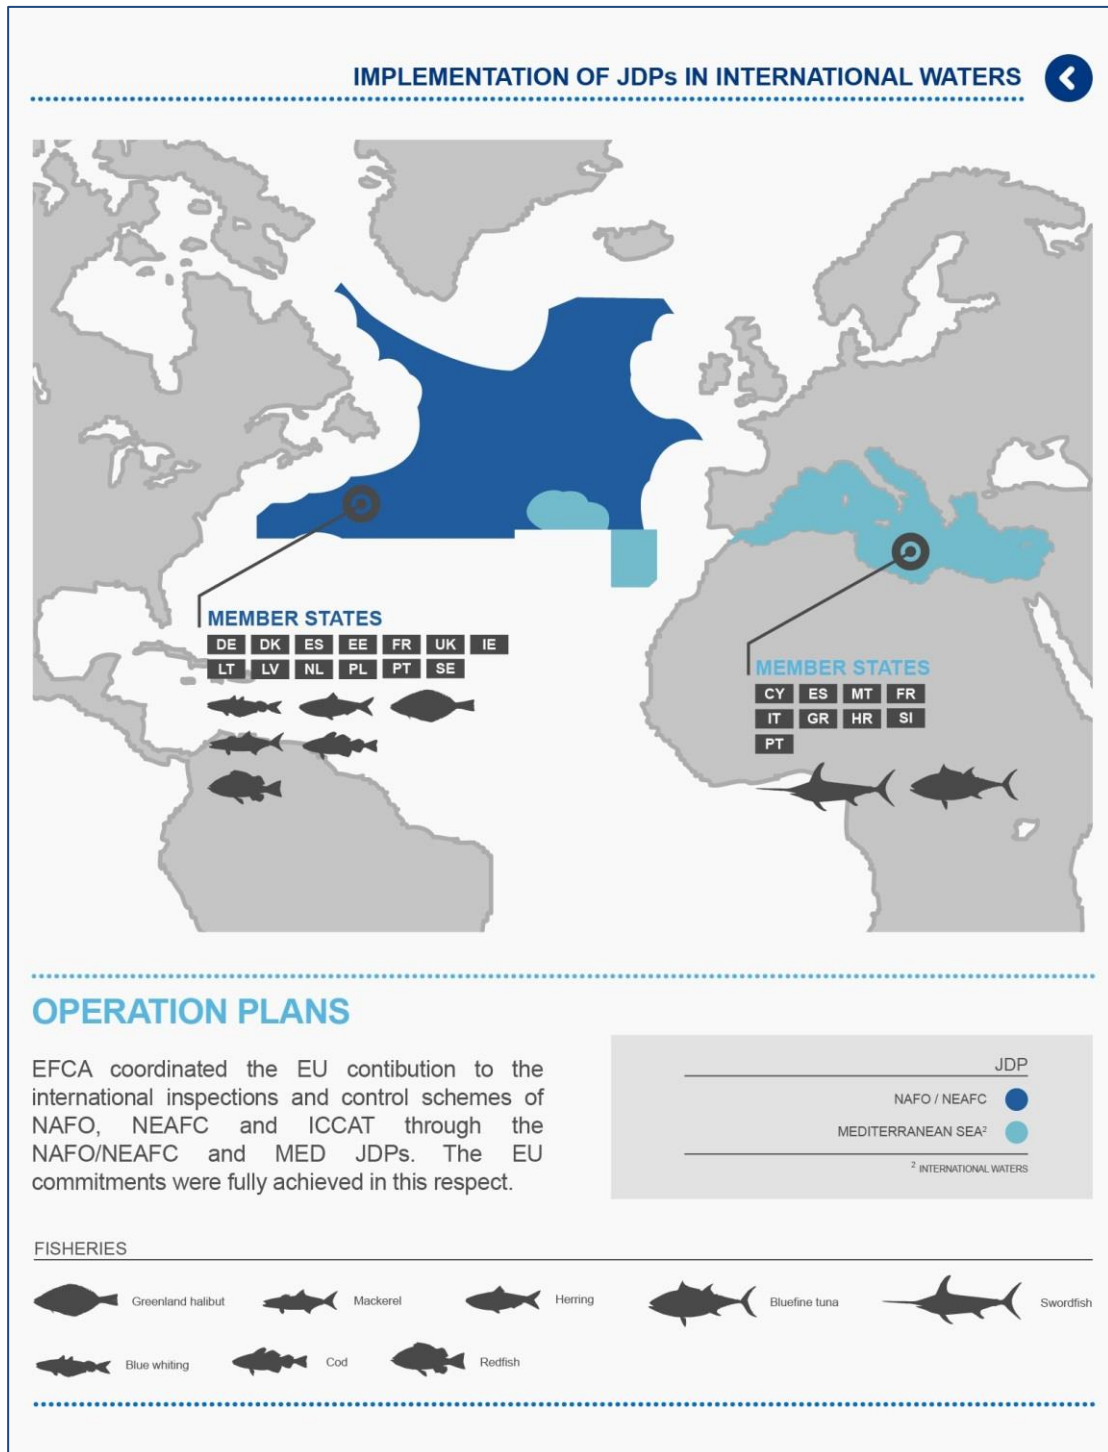 IMPLEMENTATION OF JDPs IN INTERNATIONAL WATERS
MEMBER STATES
DE DK ES EE FR UK IE
LT LV NL PL PT SE
MEMBER STATES
CY ES MT FR
IT GR HR SI
PT
OPERATION PLANS
EFCA coordinated the EU contibution to the
international inspections and control schemes of
NAFO, NEAFC and ICCAT through the
NAFO/NEAFC and MED JDPs. The EU
commitments were fully achieved in this respect.
JDP
NAFO / NEAFC
MEDITERRANEAN SEA²
² INTERNATIONAL WATERS
FISHERIES
Greenland halibut Mackerel Herring Bluefine tuna Swordfish
Blue whiting Cod Redfish